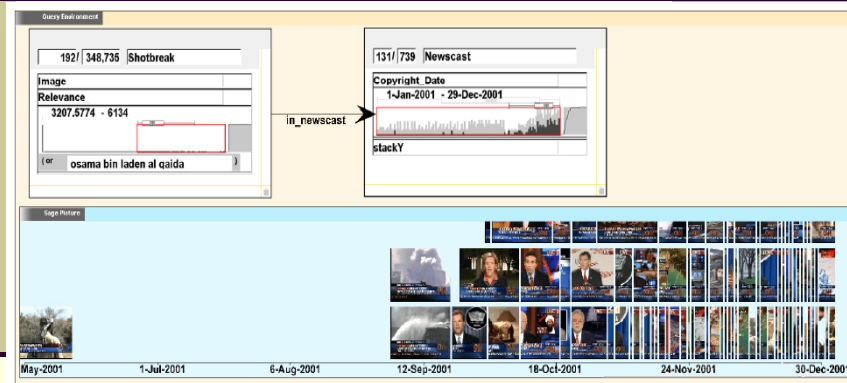 Query Environment
192/ 348,735 Shotbreak
Image
Relevance
3207.5774 - 6134
(or osama bin laden al qaida )
in_newscast
131/ 739 Newscast
Copyright_Date
1-Jan-2001 - 29-Dec-2001
stackY
Sage Picture
May-2001 1-Jul-2001 6-Aug-2001 12-Sep-2001 18-Oct-2001 24-Nov-2001 30-Dec-2001